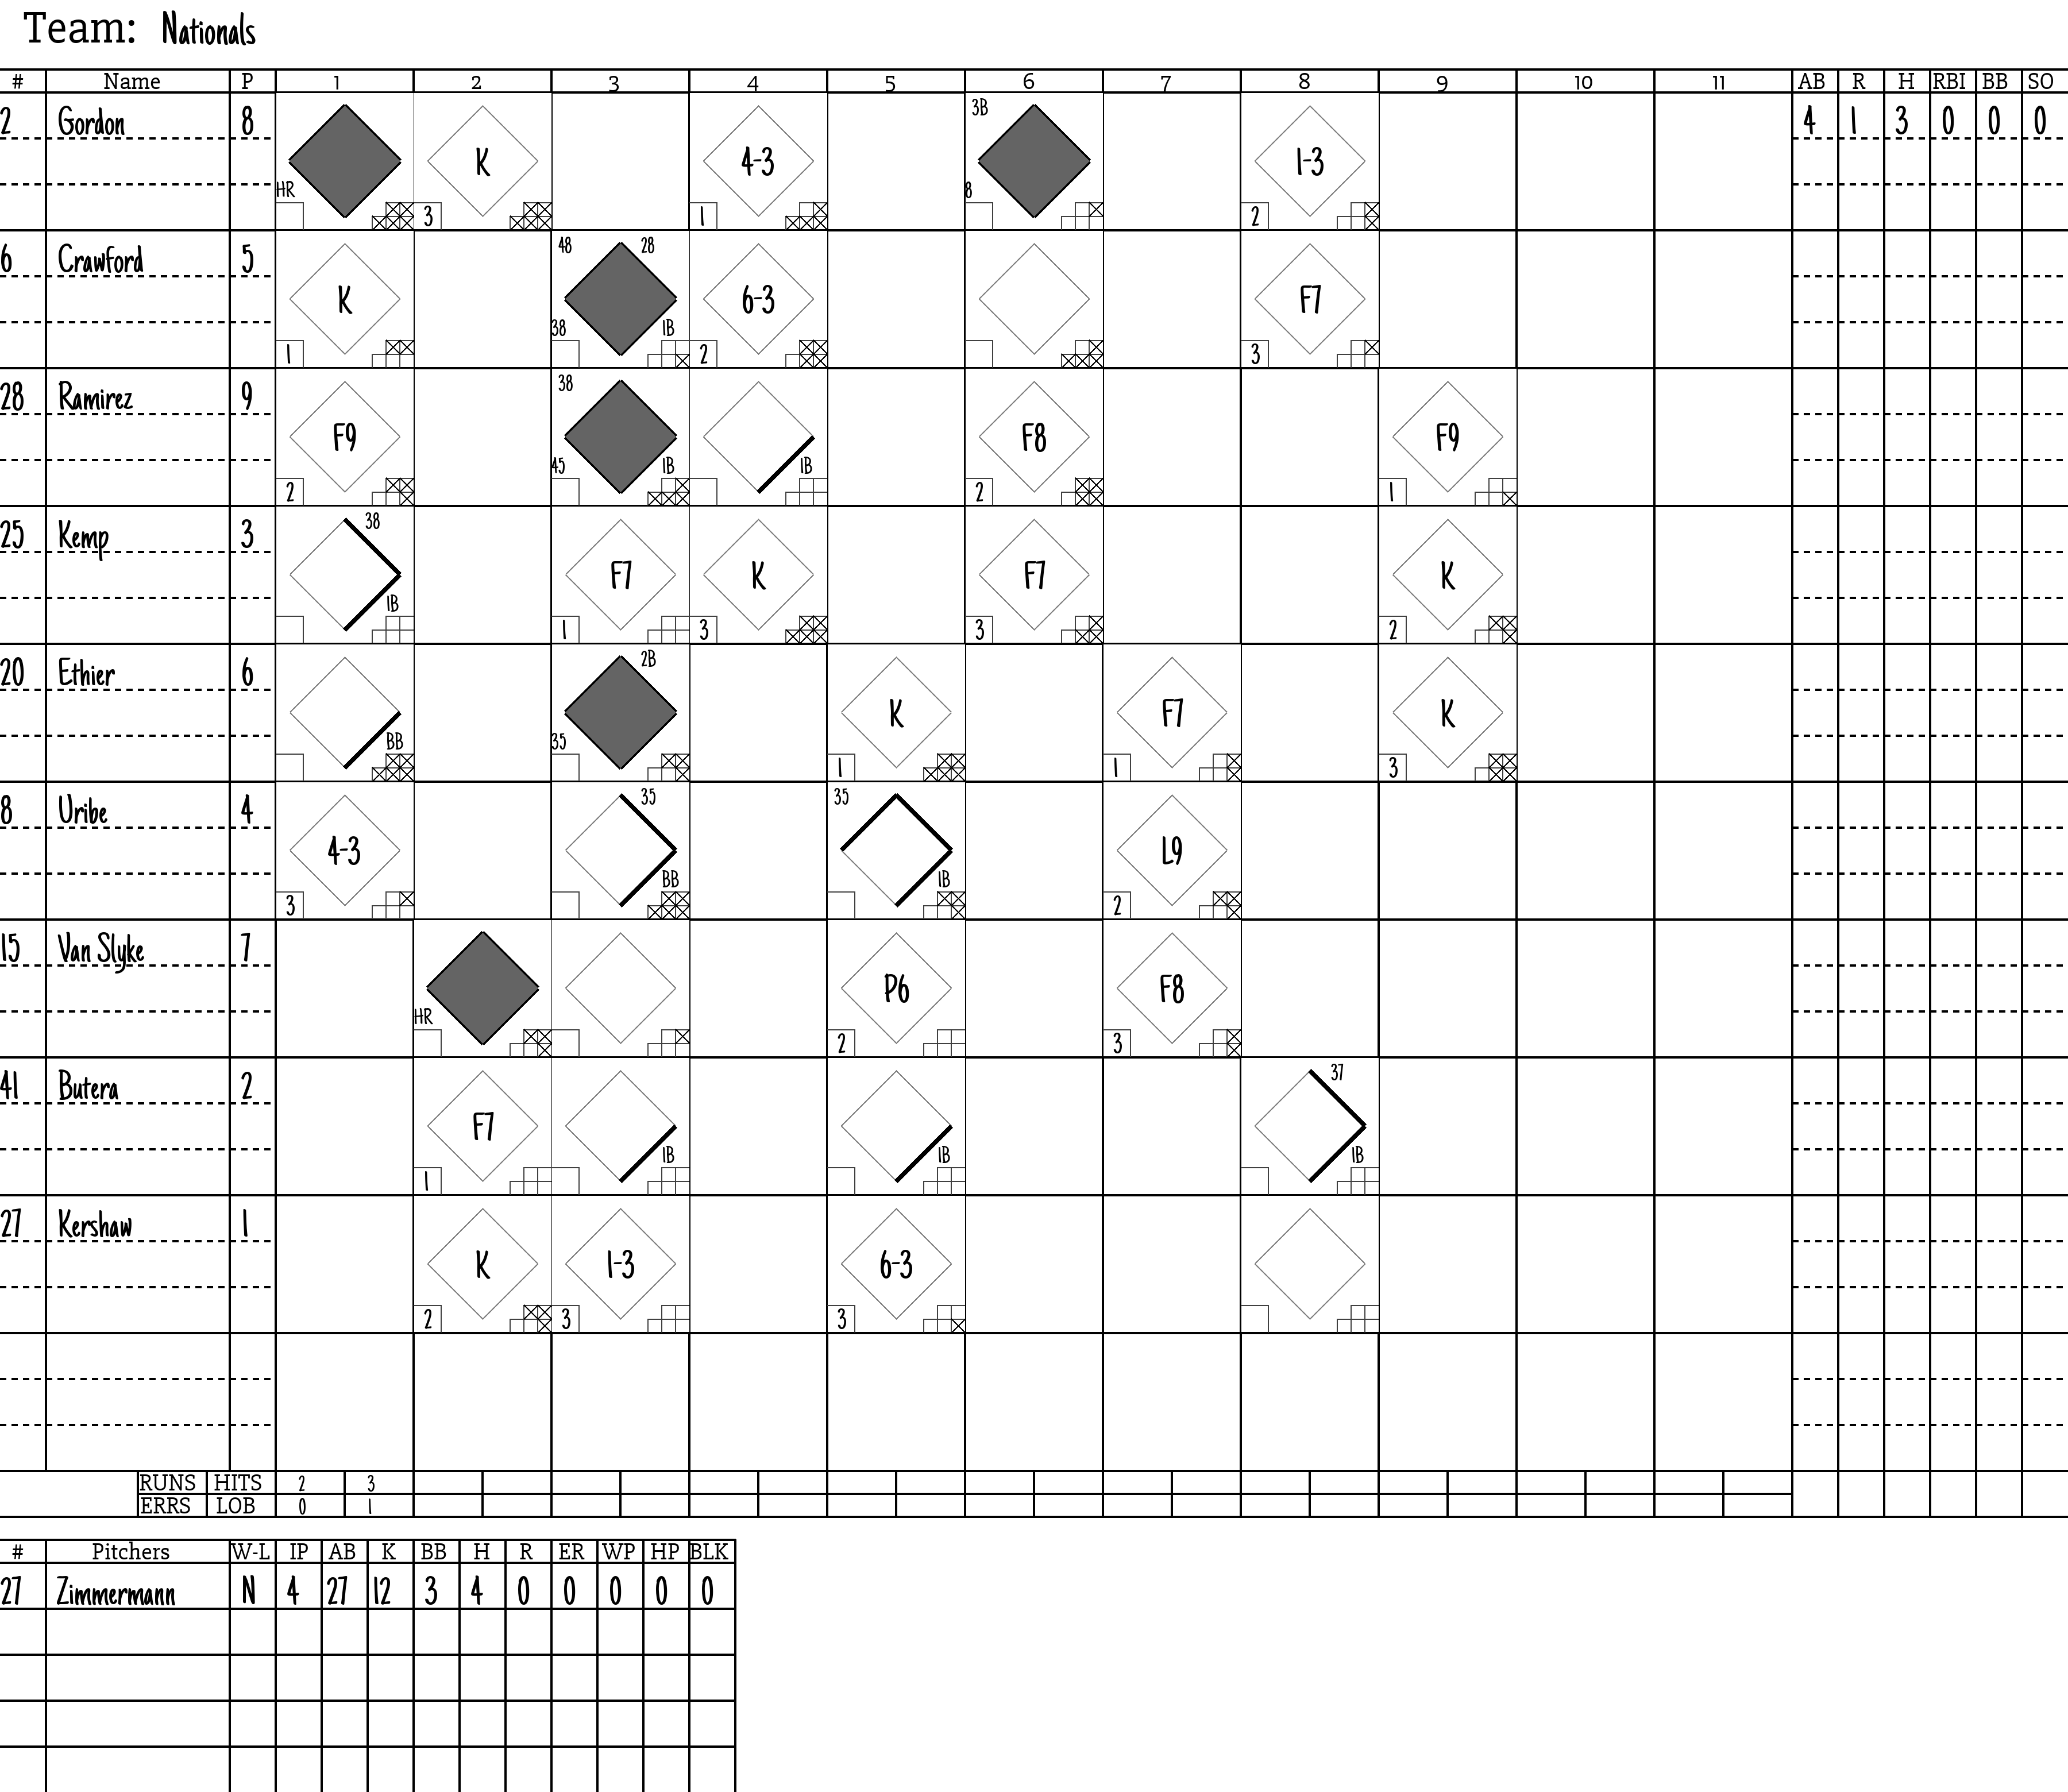 Team: Nationals
# Name P 1 2 3 4 5 6 7 8 9 10 11 AB R H RBI BB SO
3B
2 Gordon 8 K 4-3 1-3 4 1 3 0 0 0
HR 8
3 1 2
48 28
6 Crawford 5 K 6-3 F7
38 1B
1 2 3
38
28 Ramirez 9 F9 F8 F9
45 1B 1B
2 2 1
38
25 Kemp 3 F7 K F7 K
1B
1 3 3 2
2B
20 Ethier 6 K F7 K
BB 35
1 1 3
35 35
8 Uribe 4 4-3 L9
BB 1B
3 2
15 Van Slyke 7 P6 F8
HR
2 3
37
41 Butera 2 F7
1B 1B 1B
1
27 Kershaw 1 K 1-3 6-3
2 3 3
RUNS HITS 2 3
ERRS LOB 0 1
# Pitchers W-L IP AB K BB H R ER WP HP BLK
27 Zimmermann N 4 27 12 3 4 0 0 0 0 0